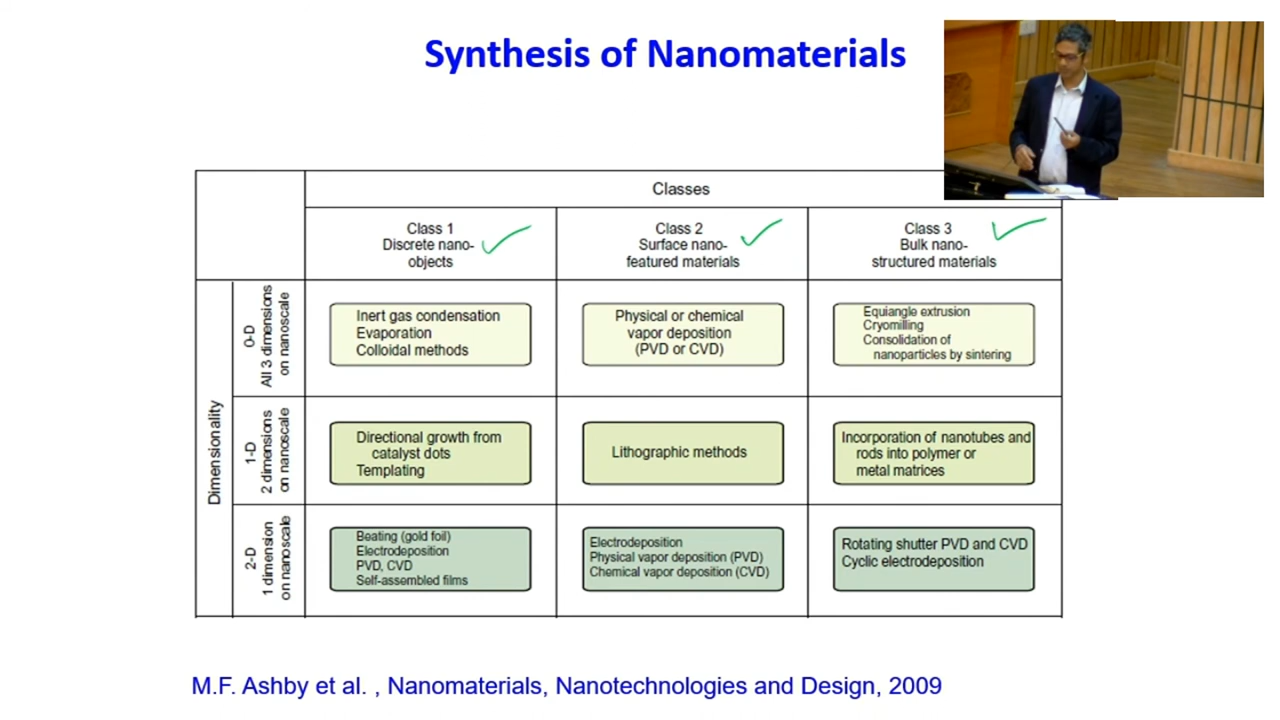 Synthesis of Nanomaterials
Classes
Class 1
Discrete nano-
objects
Class 2
Surface nano-
featured materials
Class 3
Bulk nano-
structured materials
Dimensionality
0-D
All 3 dimensions
on nanoscale
Inert gas condensation
Evaporation
Colloidal methods
Physical or chemical
vapor deposition
(PVD or CVD)
Equiangle extrusion
Cryomilling
Consolidation of
nanoparticles by sintering
1-D
2 dimensions
on nanoscale
Directional growth from
catalyst dots
Templating
Lithographic methods
Incorporation of nanotubes and
rods into polymer or
metal matrices
2-D
1 dimension
on nanoscale
Beating (gold foil)
Electrodeposition
PVD, CVD
Self-assembled films
Electrodeposition
Physical vapor deposition (PVD)
Chemical vapor deposition (CVD)
Rotating shutter PVD and CVD
Cyclic electrodeposition
M.F. Ashby et al. , Nanomaterials, Nanotechnologies and Design, 2009